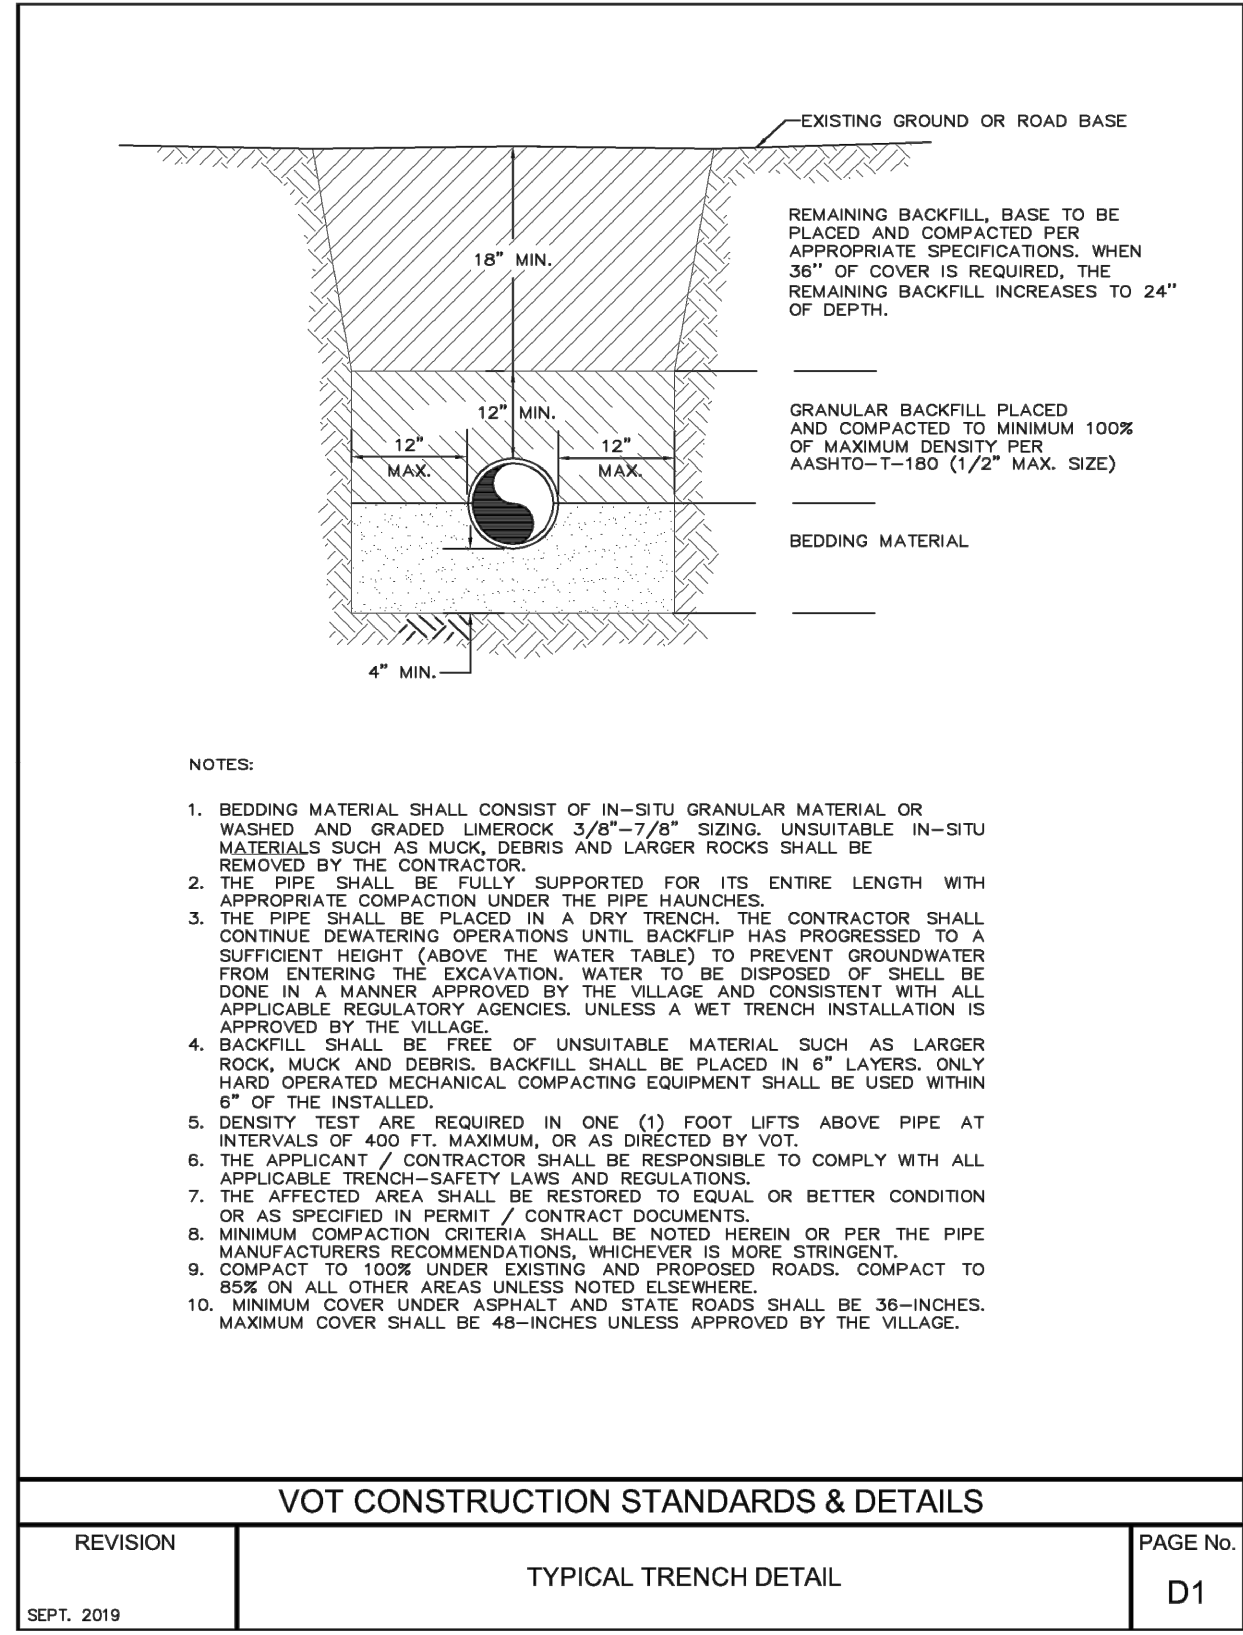 EXISTING GROUND OR ROAD BASE
REMAINING BACKFILL, BASE TO BE
PLACED AND COMPACTED PER
APPROPRIATE SPECIFICATIONS. WHEN
36" OF COVER IS REQUIRED, THE
REMAINING BACKFILL INCREASES TO 24"
OF DEPTH.
18" MIN.
12" MIN.
12"
MAX.
12"
MAX.
GRANULAR BACKFILL PLACED
AND COMPACTED TO MINIMUM 100%
OF MAXIMUM DENSITY PER
AASHTO-T-180 (1/2" MAX. SIZE)
BEDDING MATERIAL
4" MIN.
NOTES:
1. BEDDING MATERIAL SHALL CONSIST OF IN-SITU GRANULAR MATERIAL OR
WASHED AND GRADED LIMEROCK 3/8"-7/8" SIZING. UNSUITABLE IN-SITU
MATERIALS SUCH AS MUCK, DEBRIS AND LARGER ROCKS SHALL BE
REMOVED BY THE CONTRACTOR.
2. THE PIPE SHALL BE FULLY SUPPORTED FOR ITS ENTIRE LENGTH WITH
APPROPRIATE COMPACTION UNDER THE PIPE HAUNCHES.
3. THE PIPE SHALL BE PLACED IN A DRY TRENCH. THE CONTRACTOR SHALL
CONTINUE DEWATERING OPERATIONS UNTIL BACKFLIP HAS PROGRESSED TO A
SUFFICIENT HEIGHT (ABOVE THE WATER TABLE) TO PREVENT GROUNDWATER
FROM ENTERING THE EXCAVATION. WATER TO BE DISPOSED OF SHELL BE
DONE IN A MANNER APPROVED BY THE VILLAGE AND CONSISTENT WITH ALL
APPLICABLE REGULATORY AGENCIES. UNLESS A WET TRENCH INSTALLATION IS
APPROVED BY THE VILLAGE.
4. BACKFILL SHALL BE FREE OF UNSUITABLE MATERIAL SUCH AS LARGER
ROCK, MUCK AND DEBRIS. BACKFILL SHALL BE PLACED IN 6" LAYERS. ONLY
HARD OPERATED MECHANICAL COMPACTING EQUIPMENT SHALL BE USED WITHIN
6" OF THE INSTALLED.
5. DENSITY TEST ARE REQUIRED IN ONE (1) FOOT LIFTS ABOVE PIPE AT
INTERVALS OF 400 FT. MAXIMUM, OR AS DIRECTED BY VOT.
6. THE APPLICANT / CONTRACTOR SHALL BE RESPONSIBLE TO COMPLY WITH ALL
APPLICABLE TRENCH-SAFETY LAWS AND REGULATIONS.
7. THE AFFECTED AREA SHALL BE RESTORED TO EQUAL OR BETTER CONDITION
OR AS SPECIFIED IN PERMIT / CONTRACT DOCUMENTS.
8. MINIMUM COMPACTION CRITERIA SHALL BE NOTED HEREIN OR PER THE PIPE
MANUFACTURERS RECOMMENDATIONS, WHICHEVER IS MORE STRINGENT.
9. COMPACT TO 100% UNDER EXISTING AND PROPOSED ROADS. COMPACT TO
85% ON ALL OTHER AREAS UNLESS NOTED ELSEWHERE.
10. MINIMUM COVER UNDER ASPHALT AND STATE ROADS SHALL BE 36-INCHES.
MAXIMUM COVER SHALL BE 48-INCHES UNLESS APPROVED BY THE VILLAGE.
VOT CONSTRUCTION STANDARDS & DETAILS
REVISION
SEPT. 2019
TYPICAL TRENCH DETAIL
PAGE No.
D1